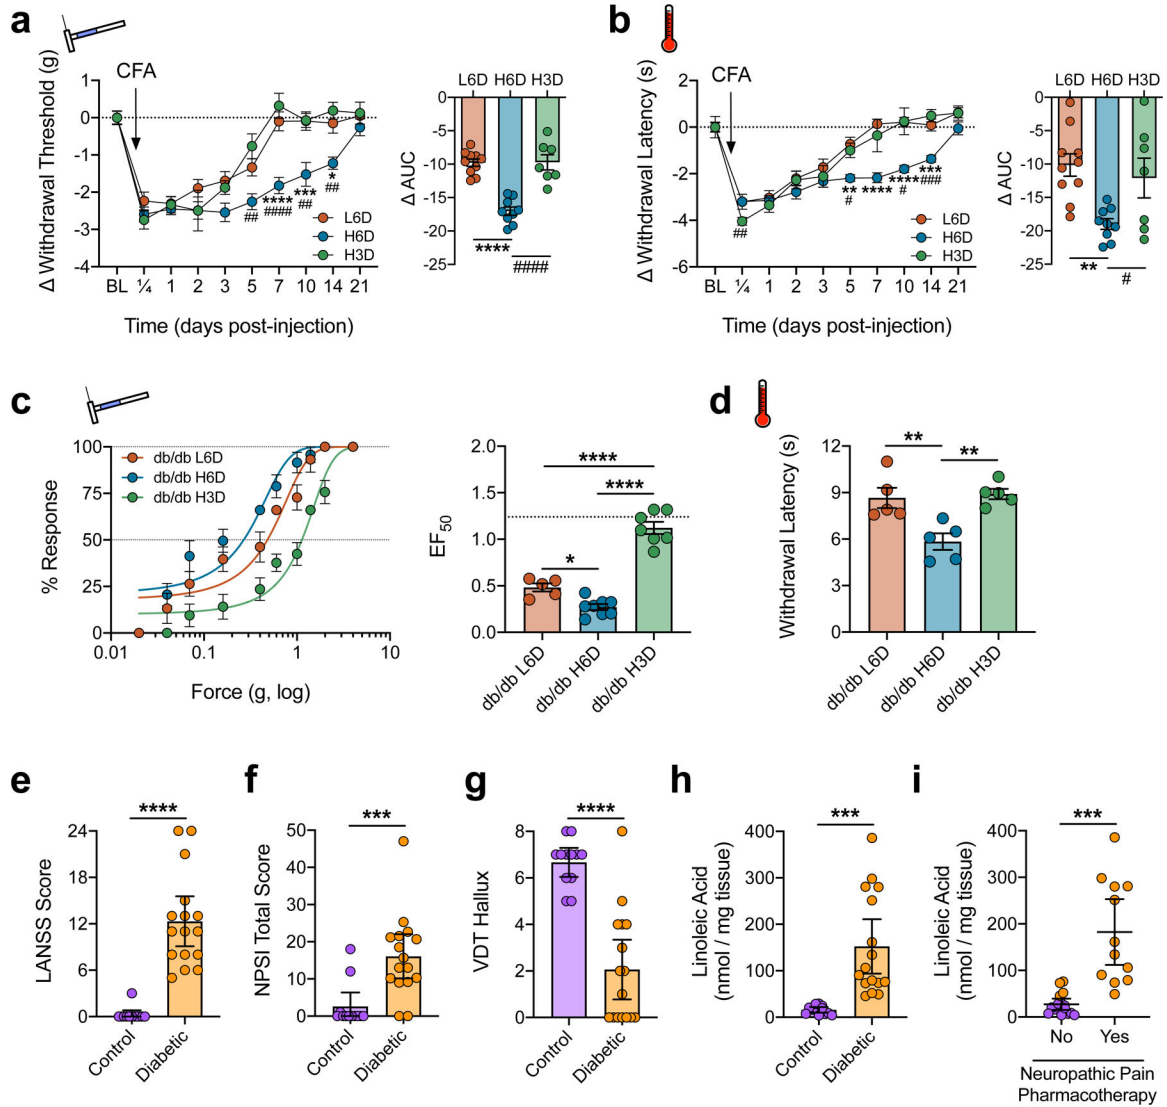 a
CFA
Δ Withdrawal Threshold (g)
1
0
-1
-2
-3
-4
BL ¼ 1 2 3 5 7 10 14 21
Time (days post-injection)
## **** #### *** ## * ##
L6D
H6D
H3D
L6D H6D H3D
Δ AUC
0
-5
-10
-15
-20
-25
****
####
b
CFA
Δ Withdrawal Latency (s)
2
0
-2
-4
-6
BL ¼ 1 2 3 5 7 10 14 21
Time (days post-injection)
## ** # **** **** # *** ###
L6D
H6D
H3D
L6D H6D H3D
Δ AUC
0
-5
-10
-15
-20
-25
**
#
c
% Response
100
75
50
25
0
0.01 0.1 1 10
Force (g, log)
db/db L6D
db/db H6D
db/db H3D
EF50
2.0
1.5
1.0
0.5
0.0
****
****
*
db/db L6D
db/db H6D
db/db H3D
d
Withdrawal Latency (s)
12
9
6
3
0
** **
db/db L6D
db/db H6D
db/db H3D
e
LANSS Score
24
18
12
6
0
****
Control
Diabetic
f
NPSI Total Score
50
40
30
20
10
0
***
Control
Diabetic
g
VDT Hallux
8
6
4
2
0
****
Control
Diabetic
h
Linoleic Acid
(nmol / mg tissue)
400
300
200
100
0
***
Control
Diabetic
i
Linoleic Acid
(nmol / mg tissue)
400
300
200
100
0
***
No Yes
Neuropathic Pain
Pharmacotherapy